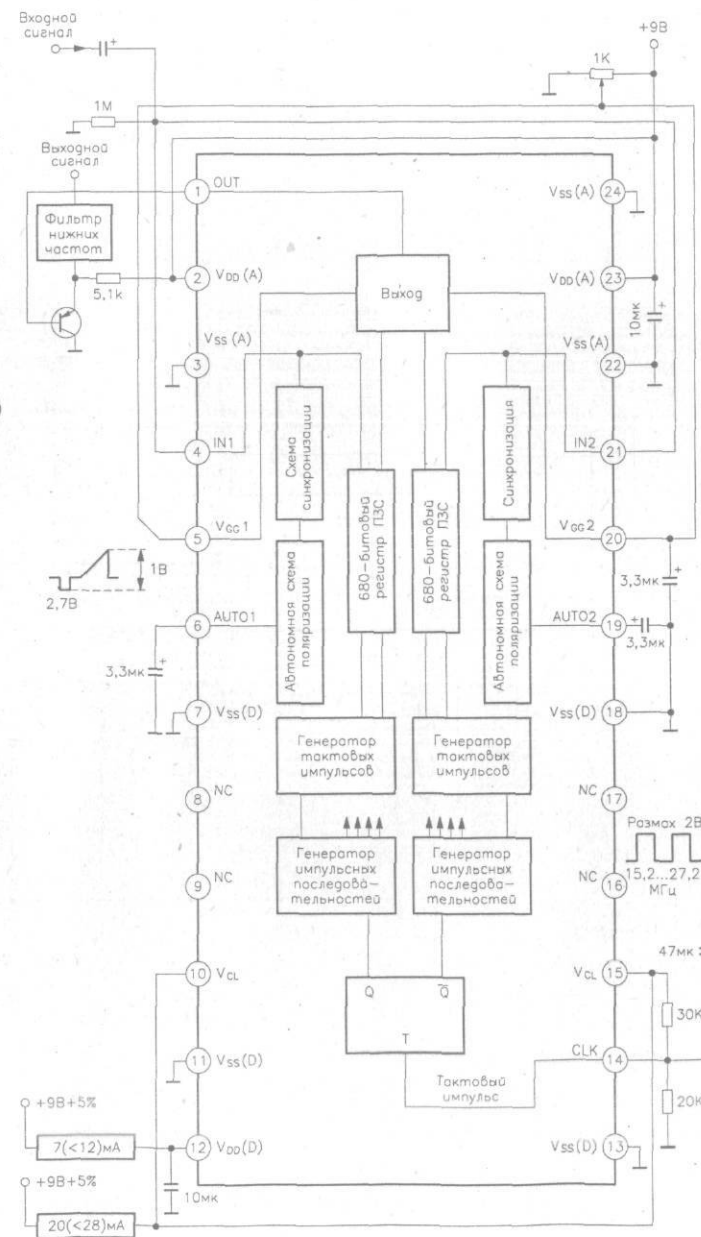 Входной
сигнал
+9В
1К
1М
Выходной
сигнал
Фильтр
нижних
частот
5,1k
1
OUT
2
VDD(A)
VSS(A)
3
4
IN1
5
VGG1
1В
2,7В
6
AUTO1
3,3мк
+
7
VSS(D)
8
NC
9
NC
10
VCL
11
VSS(D)
12
VDD(D)
+9В+5%
7(<12)мА
10мк
+9В+5%
20(<28)мА
Выход
Схема
синхронизации
680-битовый
регистр ПЗС
680-битовый
регистр ПЗС
Синхронизация
Автономная схема
поляризации
Автономная схема
поляризации
Генератор
тактовых
импульсов
Генератор
тактовых
импульсов
Генератор
импульсных
последова-
тельностей
Генератор
импульсных
последова-
тельностей
Q
Q̅
T
Тактовый
импульс
VSS(A)
24
VDD(A)
23
10мк
+
VSS(A)
22
IN2
21
VGG2
20
3,3мк
+
AUTO2
19
+
3,3мк
VSS(D)
18
NC
17
Размах 2В
15,2...27,2
МГц
NC
16
47мк
VCL
15
30К
CLK
14
20К
VSS(D)
13